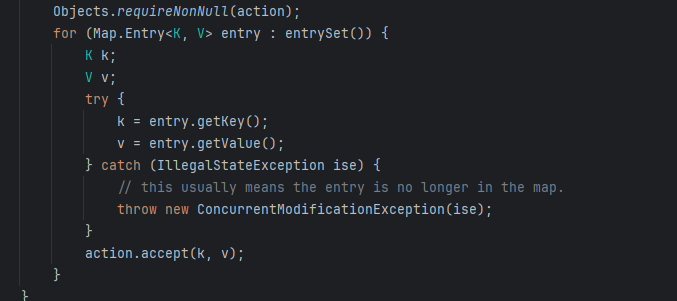 Objects.requireNonNull(action);
for (Map.Entry<K, V> entry : entrySet()) {
K k;
V v;
try {
k = entry.getKey();
v = entry.getValue();
} catch (IllegalStateException ise) {
// this usually means the entry is no longer in the map.
throw new ConcurrentModificationException(ise);
}
action.accept(k, v);
}
}